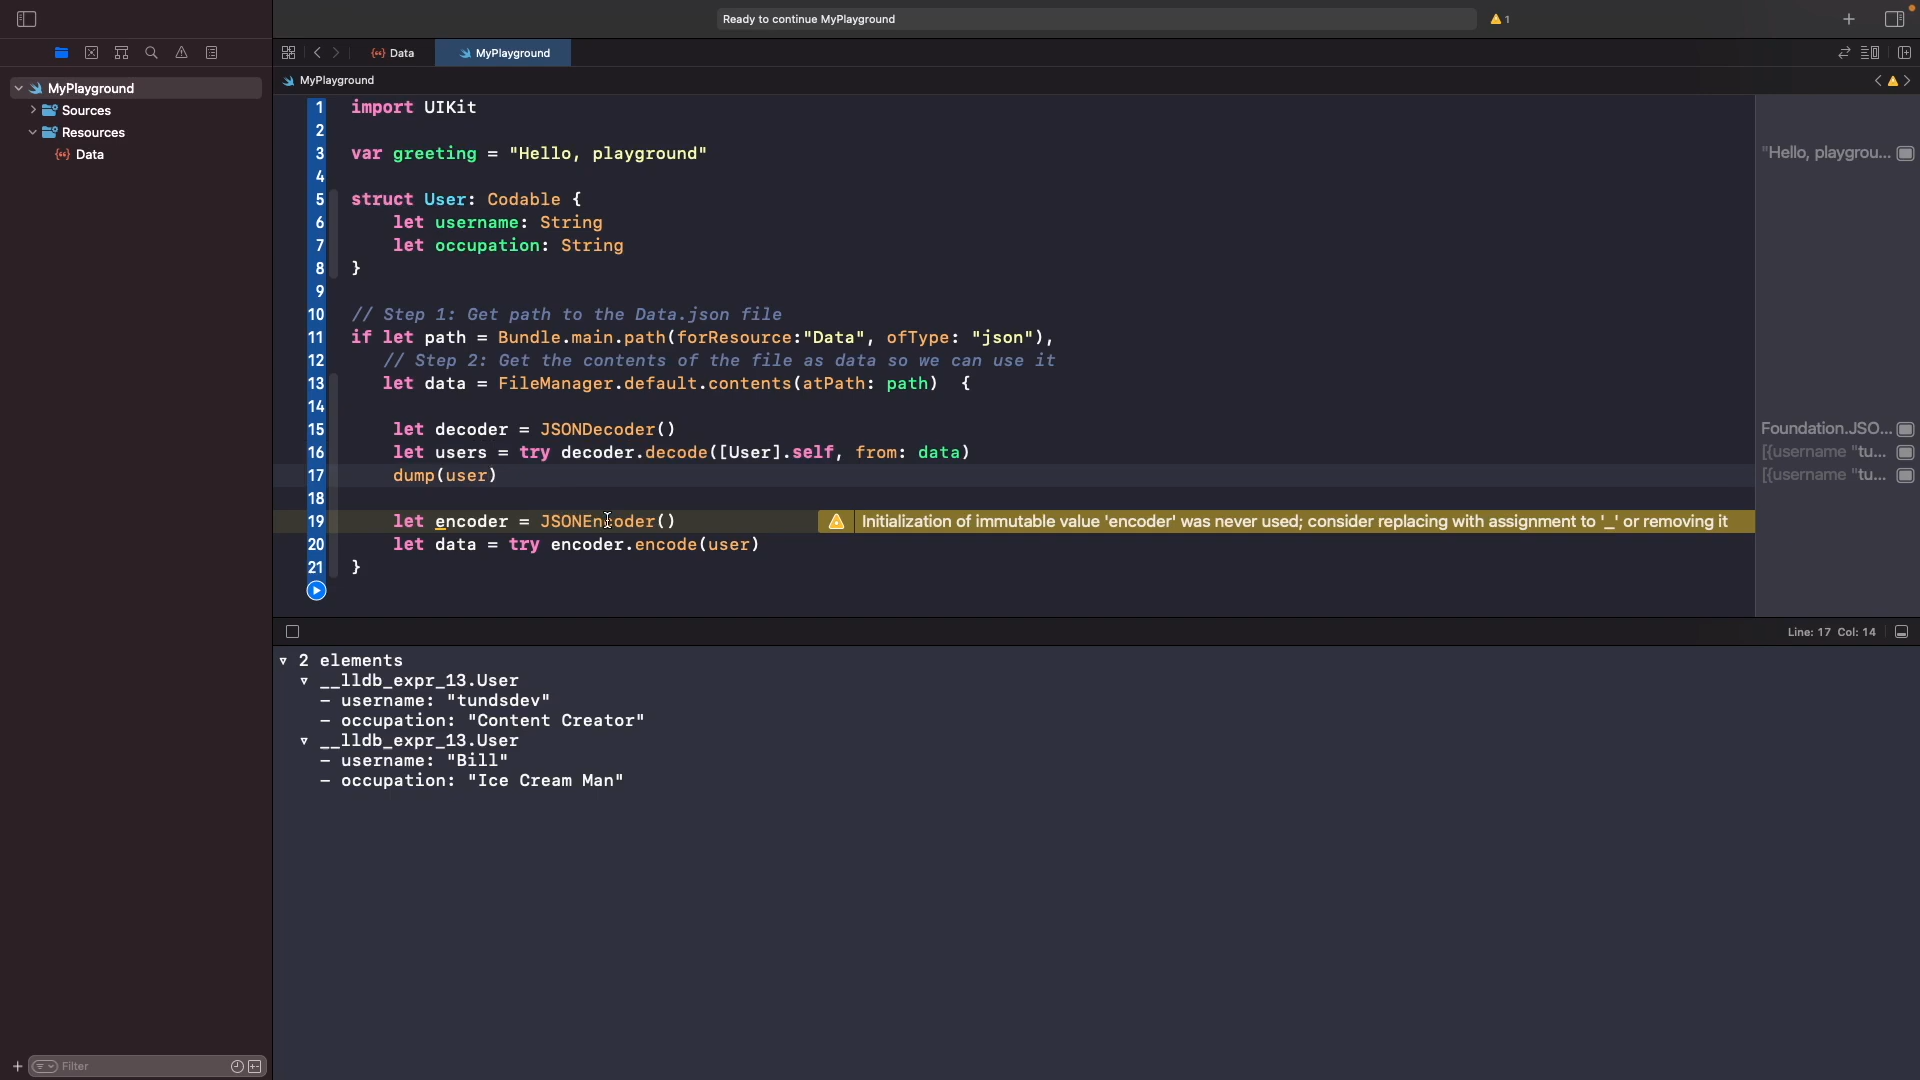 Ready to continue MyPlayground
1
Data
MyPlayground
MyPlayground
MyPlayground
Sources
Resources
Data
1 import UIKit
2
3 var greeting = "Hello, playground"
"Hello, playgrou...
4
5 struct User: Codable {
6 let username: String
7 let occupation: String
8 }
9
10 // Step 1: Get path to the Data.json file
11 if let path = Bundle.main.path(forResource:"Data", ofType: "json"),
12 // Step 2: Get the contents of the file as data so we can use it
13 let data = FileManager.default.contents(atPath: path)  {
14
15 let decoder = JSONDecoder()
Foundation.JSO...
16 let users = try decoder.decode([User].self, from: data)
[{username "tu...
17 dump(user)
[{username "tu...
18
19 let encoder = JSONEncoder()
Initialization of immutable value 'encoder' was never used; consider replacing with assignment to '_' or removing it
20 let data = try encoder.encode(user)
21 }
Line: 17 Col: 14
2 elements
__lldb_expr_13.User
- username: "tundsdev"
- occupation: "Content Creator"
__lldb_expr_13.User
- username: "Bill"
- occupation: "Ice Cream Man"
Filter